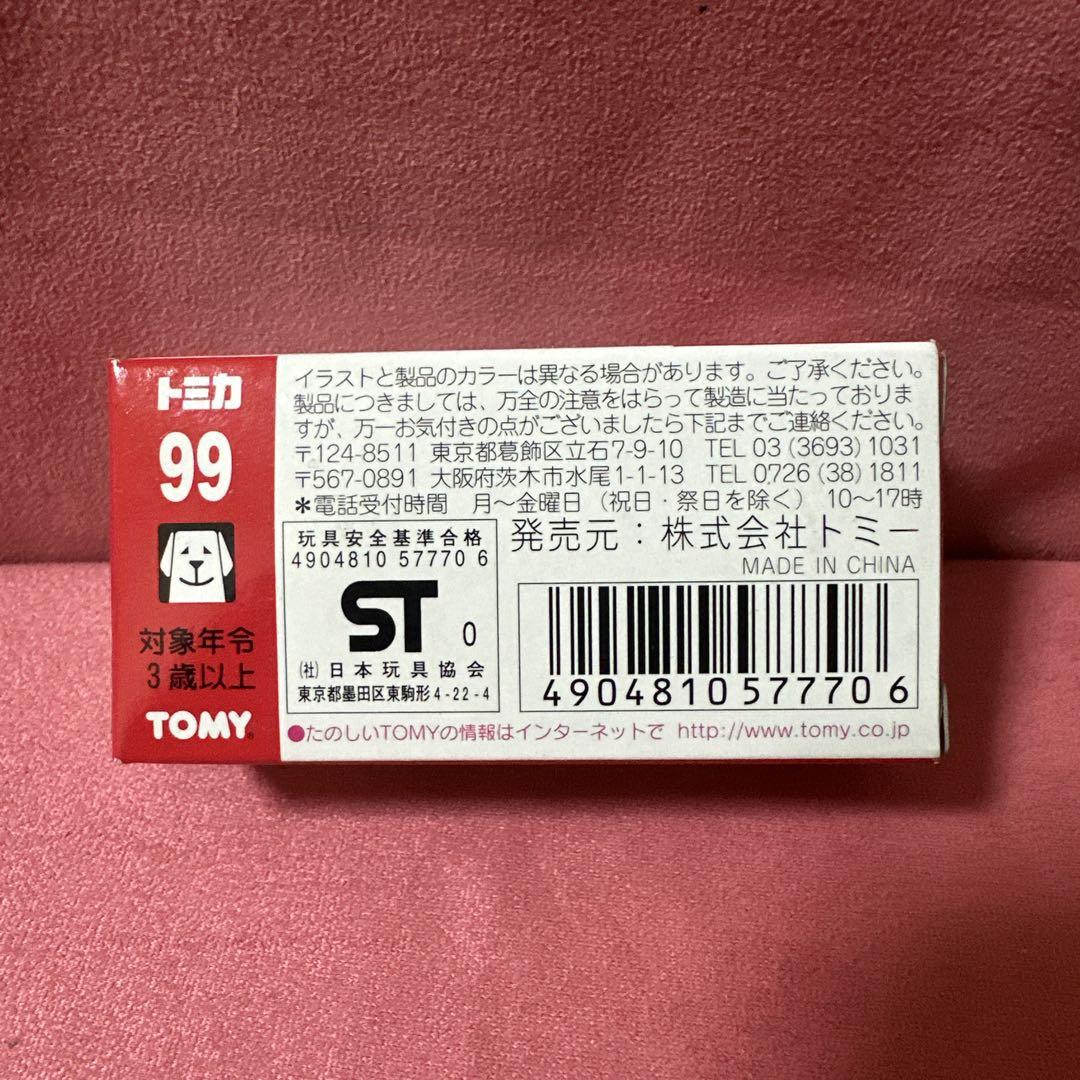 トミカ
99
対象年令
3歳以上
TOMY®
イラストと製品のカラーは異なる場合があります。ご了承ください。
製品につきましては、万全の注意をはらって製造に当たっておりま
すが、万一お気付きの点がございましたら下記までご連絡ください。
〒124-8511 東京都葛飾区立石7-9-10 TEL 03 (3693) 1031
〒567-0891 大阪府茨木市水尾1-1-13 TEL 0726 (38) 1811
＊電話受付時間 月～金曜日（祝日・祭日を除く） 10～17時
玩具安全基準合格
4904810 57770 6
ST 0
(社)日本玩具協会
東京都墨田区東駒形4-22-4
発売元：株式会社トミー
MADE IN CHINA
4904810577706
●たのしいTOMYの情報はインターネットで http://www.tomy.co.jp